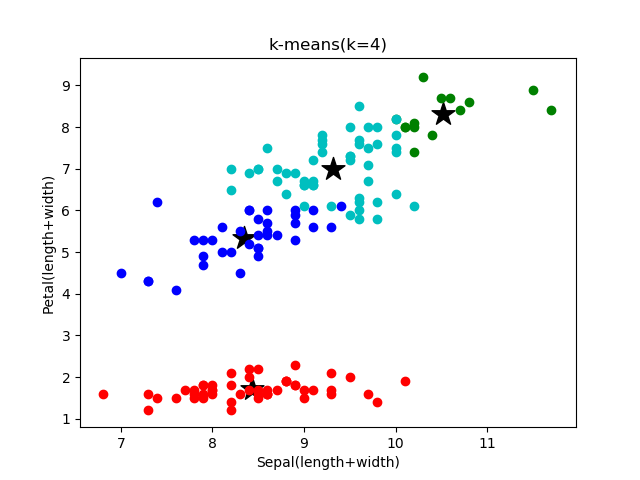 k-means(k=4)
Petal(length+width)
9
8
7
6
5
4
3
2
1
7 8 9 10 11
Sepal(length+width)